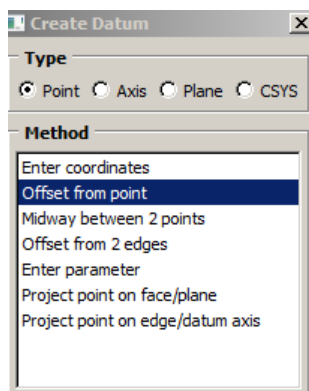 Create Datum
Type
Point Axis Plane CSYS
Method
Enter coordinates
Offset from point
Midway between 2 points
Offset from 2 edges
Enter parameter
Project point on face/plane
Project point on edge/datum axis